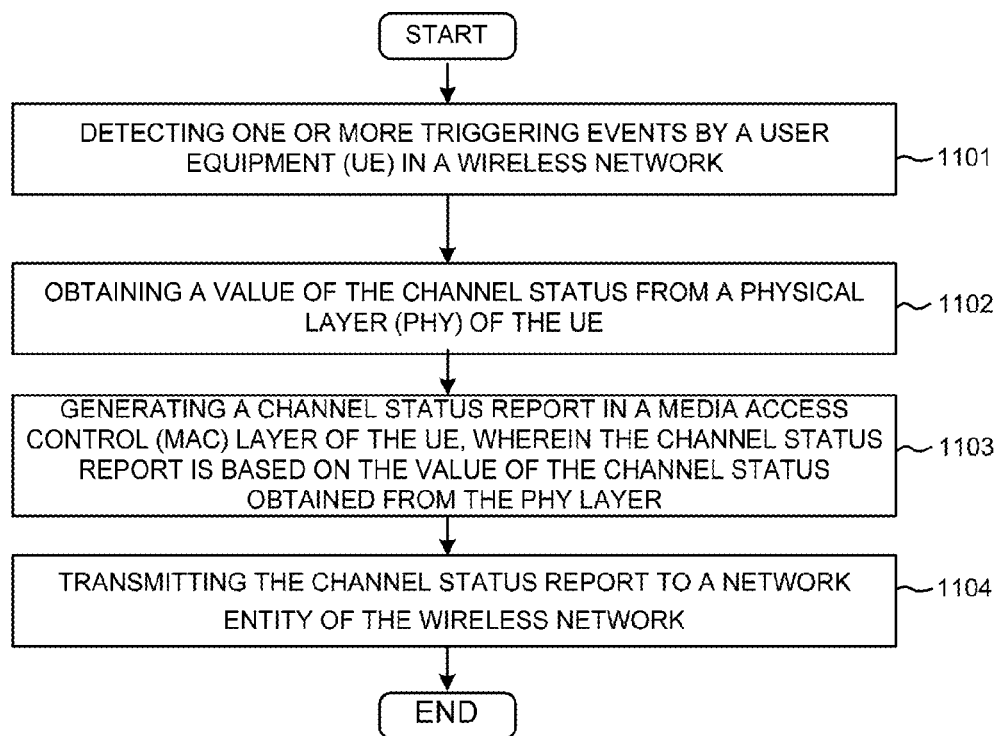 START
DETECTING ONE OR MORE TRIGGERING EVENTS BY A USER
EQUIPMENT (UE) IN A WIRELESS NETWORK
1101
OBTAINING A VALUE OF THE CHANNEL STATUS FROM A PHYSICAL
LAYER (PHY) OF THE UE
1102
GENERATING A CHANNEL STATUS REPORT IN A MEDIA ACCESS
CONTROL (MAC) LAYER OF THE UE, WHEREIN THE CHANNEL STATUS
REPORT IS BASED ON THE VALUE OF THE CHANNEL STATUS
OBTAINED FROM THE PHY LAYER
1103
TRANSMITTING THE CHANNEL STATUS REPORT TO A NETWORK
ENTITY OF THE WIRELESS NETWORK
1104
END